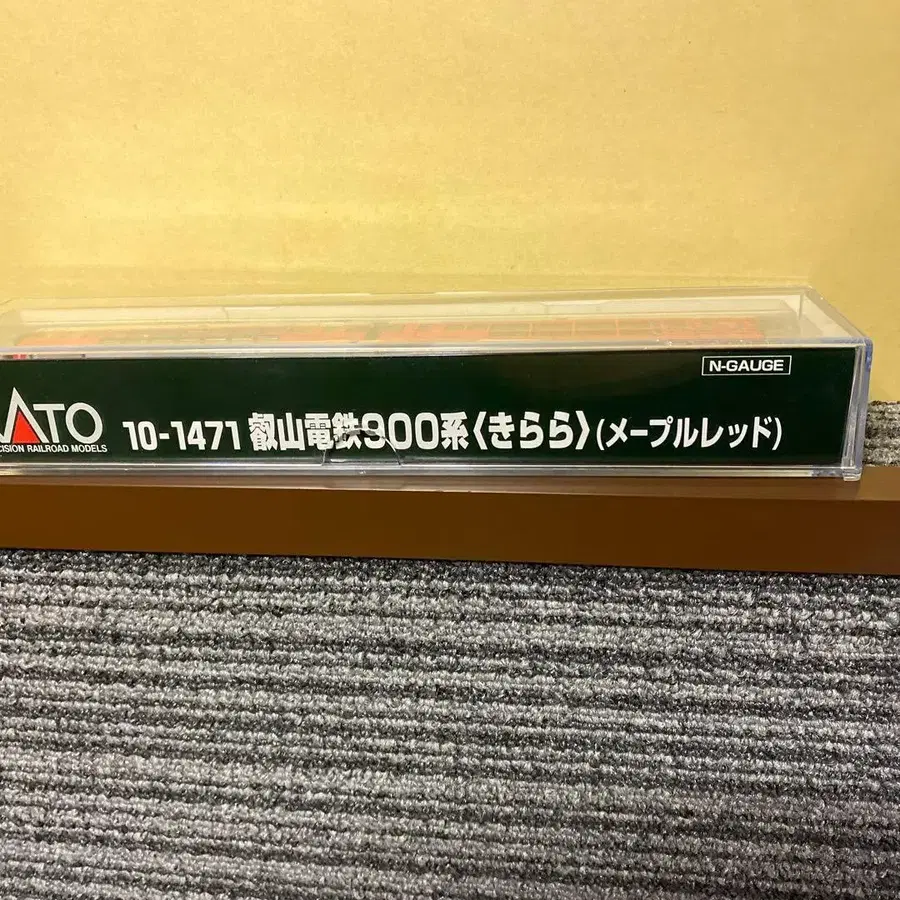 N-GAUGE
ATO
CISION RAILROAD MODELS
10-1471 叡山電鉄900系〈きらら〉(メープルレッド)